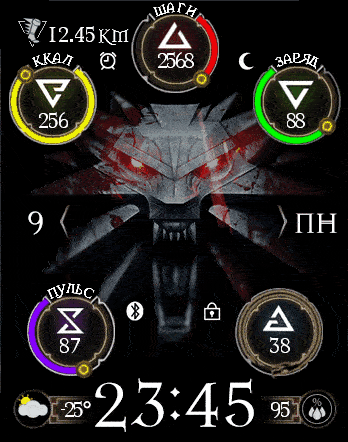 12.45 КМ
ШАГИ
2568
ККАЛ
256
ЗАРЯД
88
9
ПН
ПУЛЬС
87
38
-25°
23:45
95
%